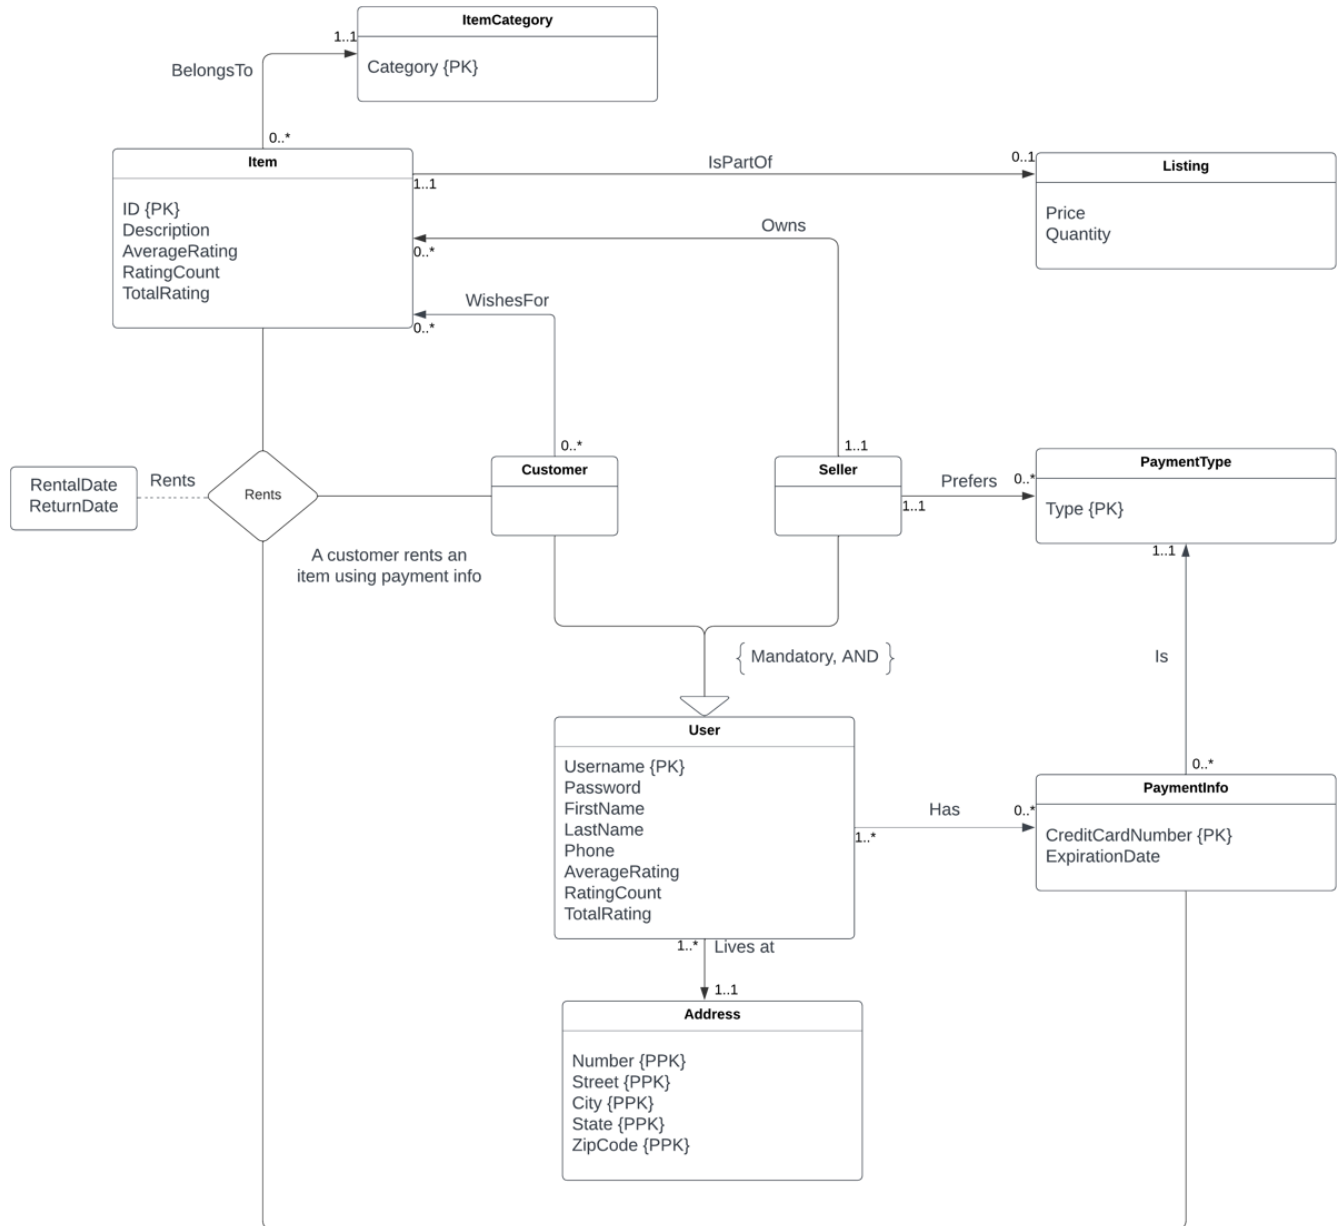 ItemCategory
1..1
Category {PK}
BelongsTo
0..*
Item
IsPartOf
0..1
Listing
1..1
ID {PK}
Description
AverageRating
RatingCount
TotalRating
Price
Quantity
Owns
0..*
WishesFor
0..*
0..*
1..1
Customer
Seller
PaymentType
RentalDate
ReturnDate
Rents
Rents
Prefers
0..*
1..1
Type {PK}
A customer rents an
item using payment info
1..1
{ Mandatory, AND }
Is
User
Username {PK}
Password
FirstName
LastName
Phone
AverageRating
RatingCount
TotalRating
0..*
PaymentInfo
Has
0..*
1..*
CreditCardNumber {PK}
ExpirationDate
1..*
Lives at
1..1
Address
Number {PPK}
Street {PPK}
City {PPK}
State {PPK}
ZipCode {PPK}